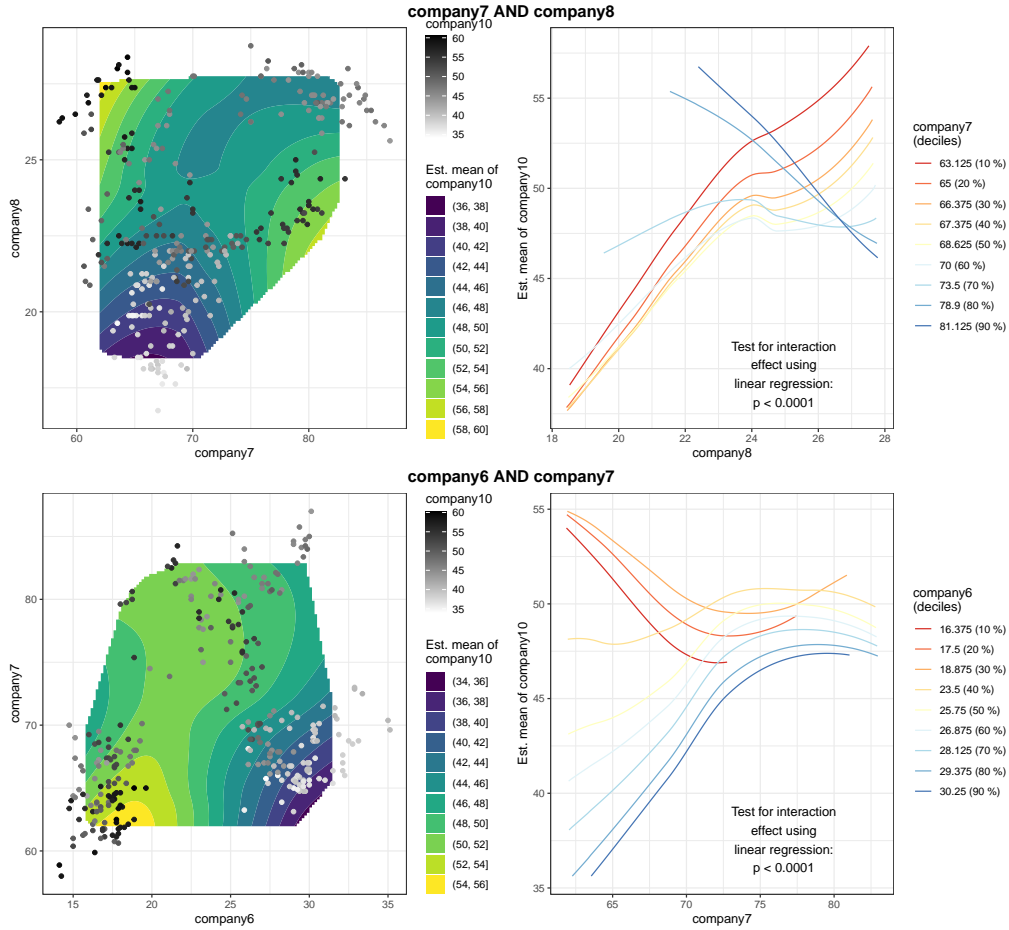 company7 AND company8
company10
60
55
50
45
40
35
Est. mean of
company10
(36, 38]
(38, 40]
(40, 42]
(42, 44]
(44, 46]
(46, 48]
(48, 50]
(50, 52]
(52, 54]
(54, 56]
(56, 58]
(58, 60]
company8
25
20
60
70
80
company7
Est. mean of company10
55
50
45
40
18
20
22
24
26
28
company8
Test for interaction
effect using
linear regression:
p < 0.0001
company7
(deciles)
63.125 (10 %)
65 (20 %)
66.375 (30 %)
67.375 (40 %)
68.625 (50 %)
70 (60 %)
73.5 (70 %)
78.9 (80 %)
81.125 (90 %)
company6 AND company7
company10
60
55
50
45
40
35
Est. mean of
company10
(34, 36]
(36, 38]
(38, 40]
(40, 42]
(42, 44]
(44, 46]
(46, 48]
(48, 50]
(50, 52]
(52, 54]
(54, 56]
company7
80
70
60
15
20
25
30
35
company6
Est. mean of company10
55
50
45
40
35
65
70
75
80
company7
Test for interaction
effect using
linear regression:
p < 0.0001
company6
(deciles)
16.375 (10 %)
17.5 (20 %)
18.875 (30 %)
23.5 (40 %)
25.75 (50 %)
26.875 (60 %)
28.125 (70 %)
29.375 (80 %)
30.25 (90 %)